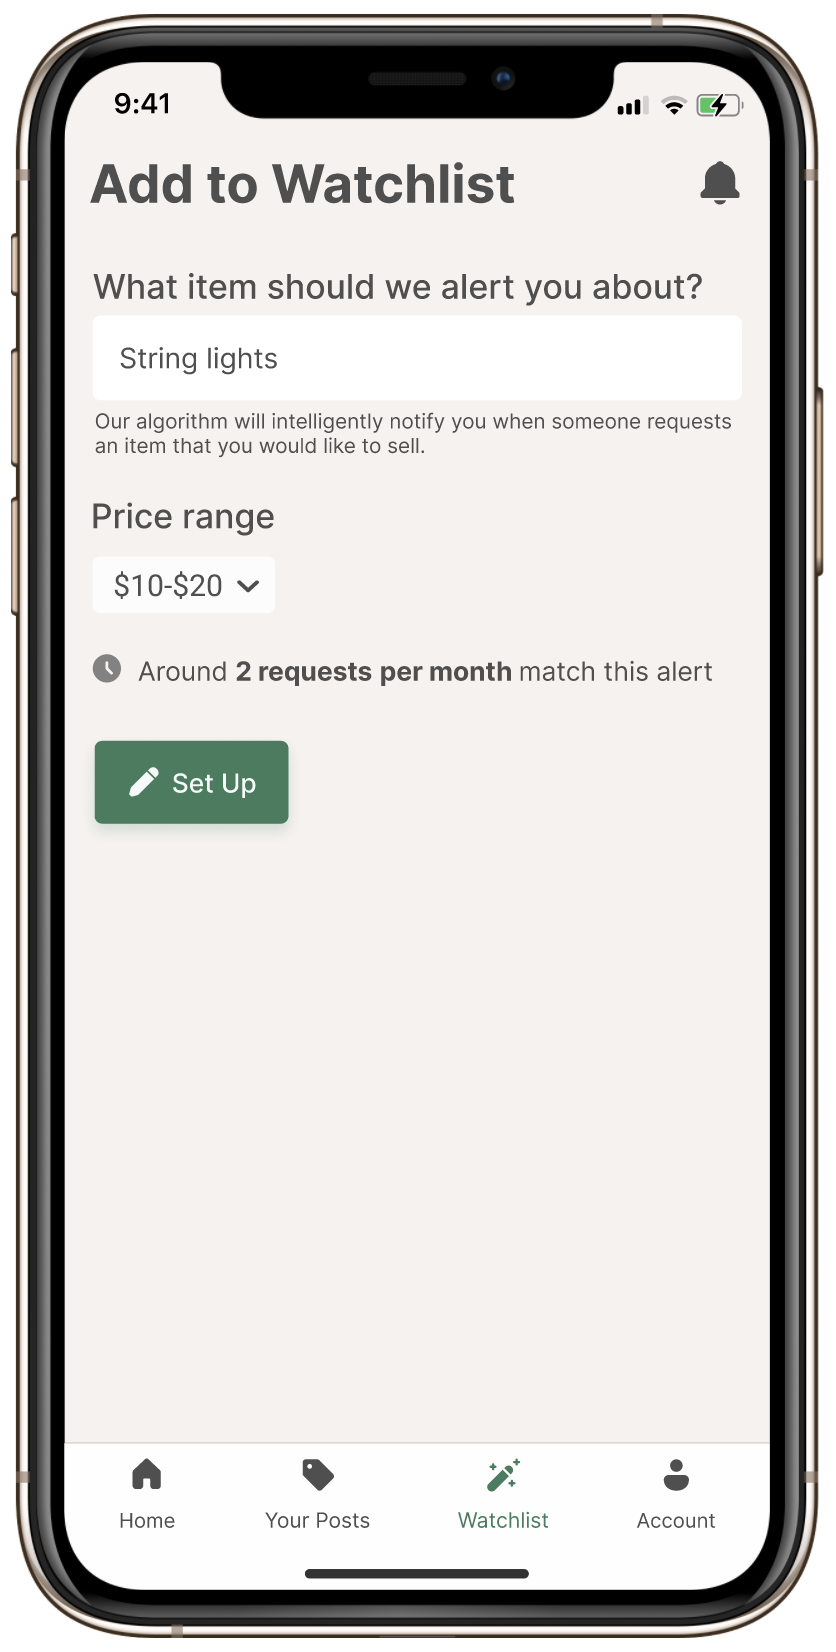 9:41
Add to Watchlist
What item should we alert you about?
String lights
Our algorithm will intelligently notify you when someone requests
an item that you would like to sell.
Price range
$10-$20
Around 2 requests per month match this alert
Set Up
Home
Your Posts
Watchlist
Account